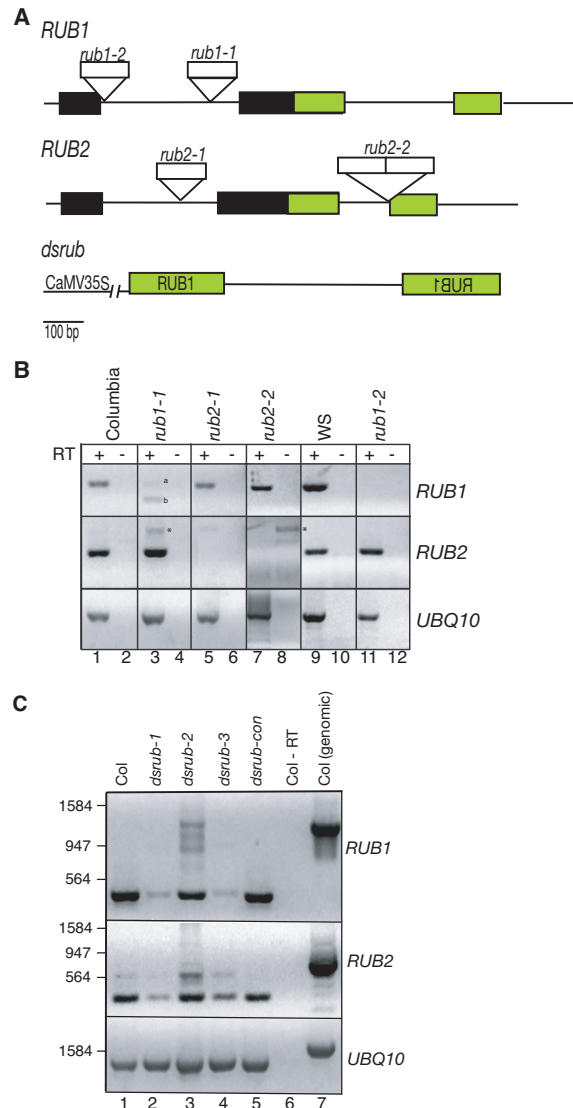 A
RUB1
rub1-2
rub1-1
RUB2
rub2-1
rub2-2
dsrub
CaMV35S
RUB1
RUB1
100 bp
B
Columbia
rub1-1
rub2-1
rub2-2
WS
rub1-2
RT + - + - + - + - + - + -
a
b
RUB1
* *
RUB2
UBQ10
1 2 3 4 5 6 7 8 9 10 11 12
C
Col
dsrub-1
dsrub-2
dsrub-3
dsrub-con
Col - RT
Col (genomic)
1584
947
RUB1
564
1584
947
RUB2
564
1584
UBQ10
1 2 3 4 5 6 7